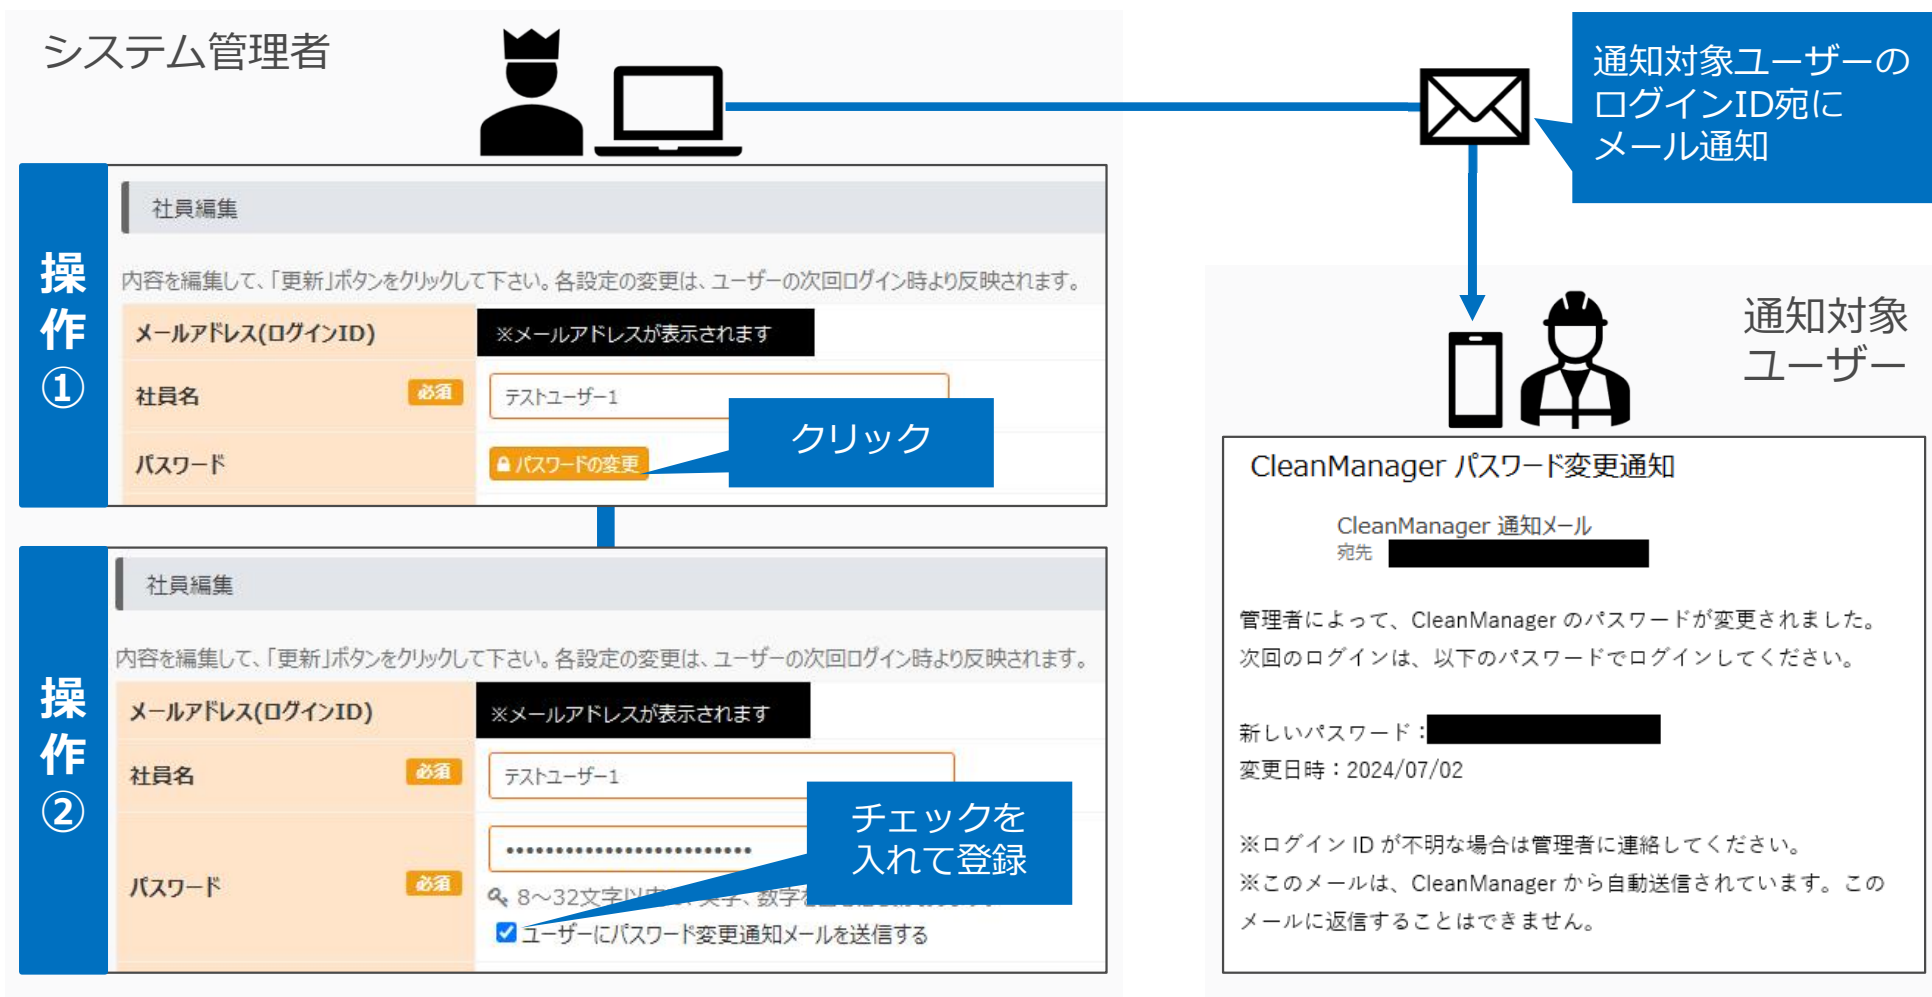 システム管理者
通知対象ユーザーの
ログインID宛に
メール通知
操作①
社員編集
内容を編集して、「更新」ボタンをクリックして下さい。各設定の変更は、ユーザーの次回ログイン時より反映されます。
メールアドレス(ログインID)
※メールアドレスが表示されます
社員名
必須
テストユーザー1
パスワード
パスワードの変更
クリック
操作②
社員編集
内容を編集して、「更新」ボタンをクリックして下さい。各設定の変更は、ユーザーの次回ログイン時より反映されます。
メールアドレス(ログインID)
※メールアドレスが表示されます
社員名
必須
テストユーザー1
パスワード
必須
••••••••••••••••••••••••
8～32文字
数字
ユーザーにパスワード変更通知メールを送信する
チェックを
入れて登録
通知対象
ユーザー
CleanManager パスワード変更通知
CleanManager 通知メール
宛先
管理者によって、CleanManager のパスワードが変更されました。
次回のログインは、以下のパスワードでログインしてください。
新しいパスワード：
変更日時：2024/07/02
※ログイン ID が不明な場合は管理者に連絡してください。
※このメールは、CleanManager から自動送信されています。この
メールに返信することはできません。